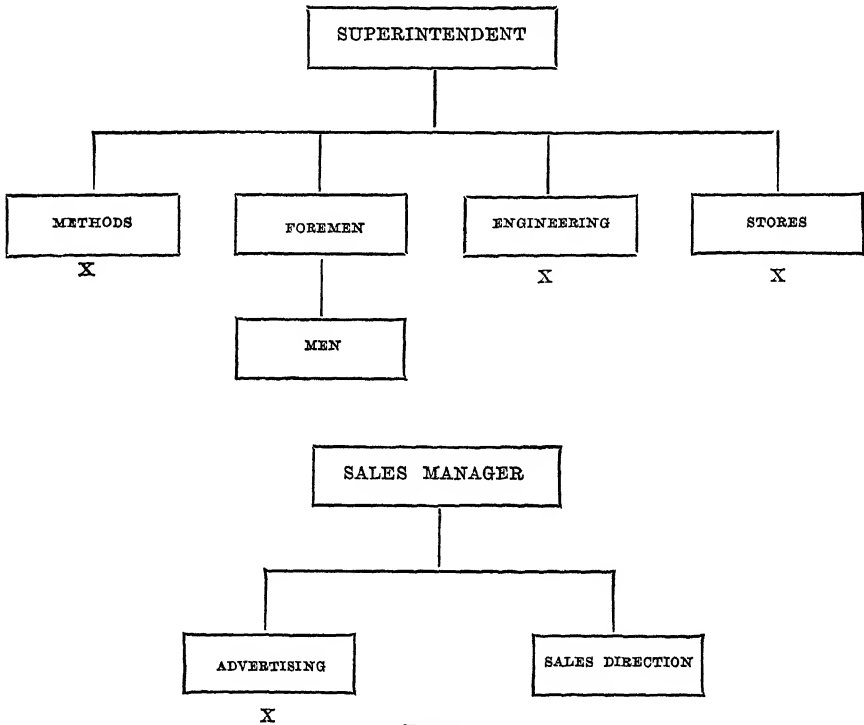 SUPERINTENDENT
METHODS FOREMEN ENGINEERING STORES
X X X
MEN
SALES MANAGER
ADVERTISING SALES DIRECTION
X